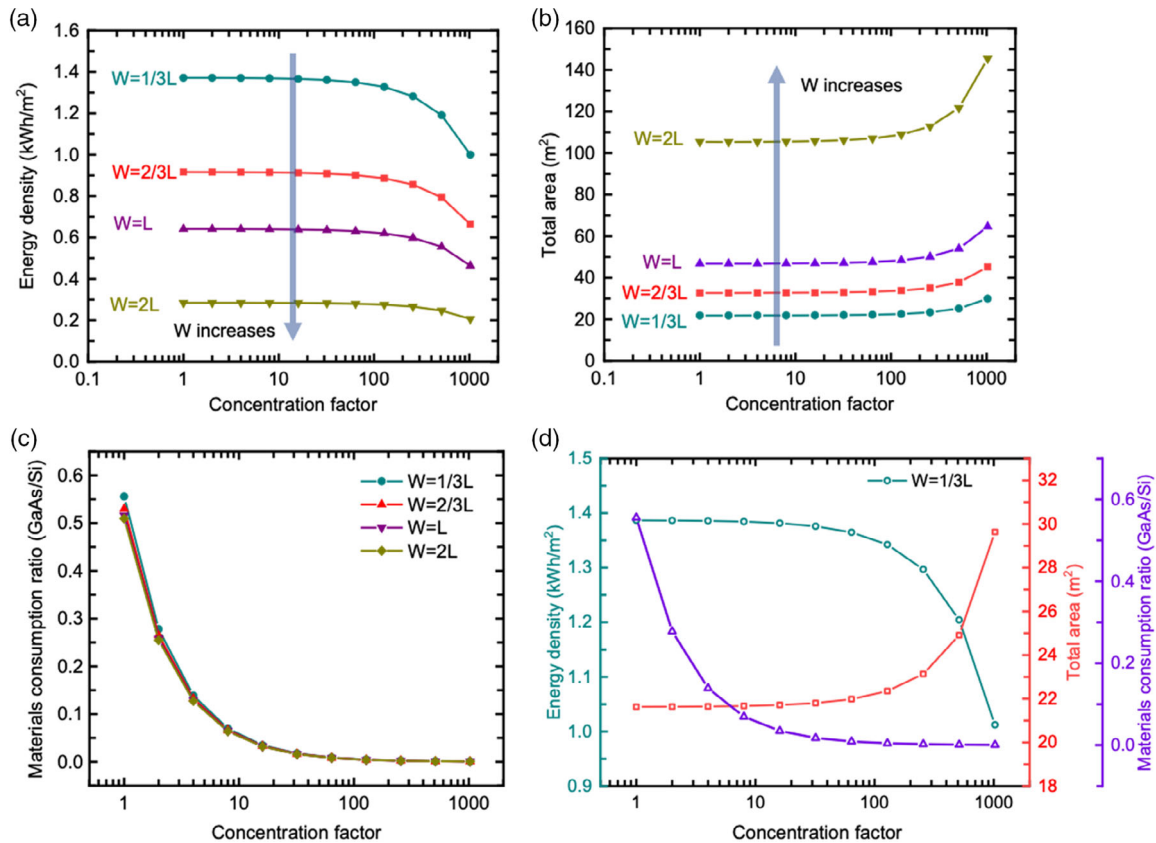 (a)
1.6
1.4
1.2
1.0
0.8
0.6
0.4
0.2
0.0
Energy density (kWh/m²)
W=1/3L
W=2/3L
W=L
W=2L
W increases
0.1 1 10 100 1000
Concentration factor
(b)
160
140
120
100
80
60
40
20
0
Total area (m²)
W increases
W=2L
W=L
W=2/3L
W=1/3L
0.1 1 10 100 1000
Concentration factor
(c)
0.6
0.5
0.4
0.3
0.2
0.1
0.0
Materials consumption ratio (GaAs/Si)
W=1/3L
W=2/3L
W=L
W=2L
1 10 100 1000
Concentration factor
(d)
1.5
1.4
1.3
1.2
1.1
1.0
0.9
Energy density (kWh/m²)
W=1/3L
32
30
28
26
24
22
20
18
Total area (m²)
0.6
0.4
0.2
0.0
Materials consumption ratio (GaAs/Si)
1 10 100 1000
Concentration factor